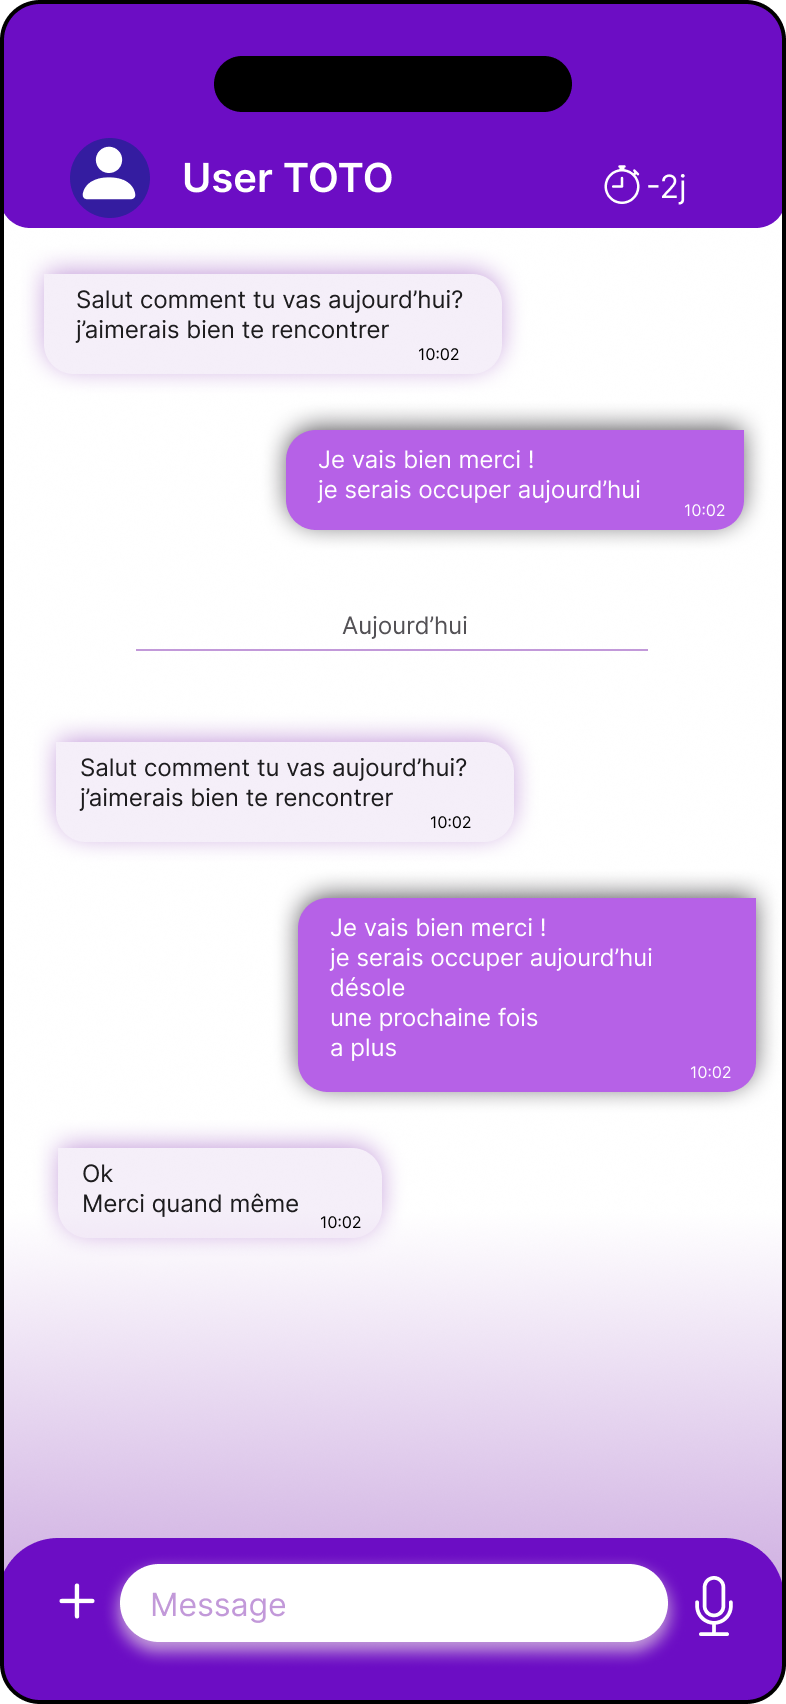 User TOTO
-2j
Salut comment tu vas aujourd’hui?
j’aimerais bien te rencontrer
10:02
Je vais bien merci !
je serais occuper aujourd’hui
10:02
Aujourd’hui
Salut comment tu vas aujourd’hui?
j’aimerais bien te rencontrer
10:02
Je vais bien merci !
je serais occuper aujourd’hui
désole
une prochaine fois
a plus
10:02
Ok
Merci quand même
10:02
Message